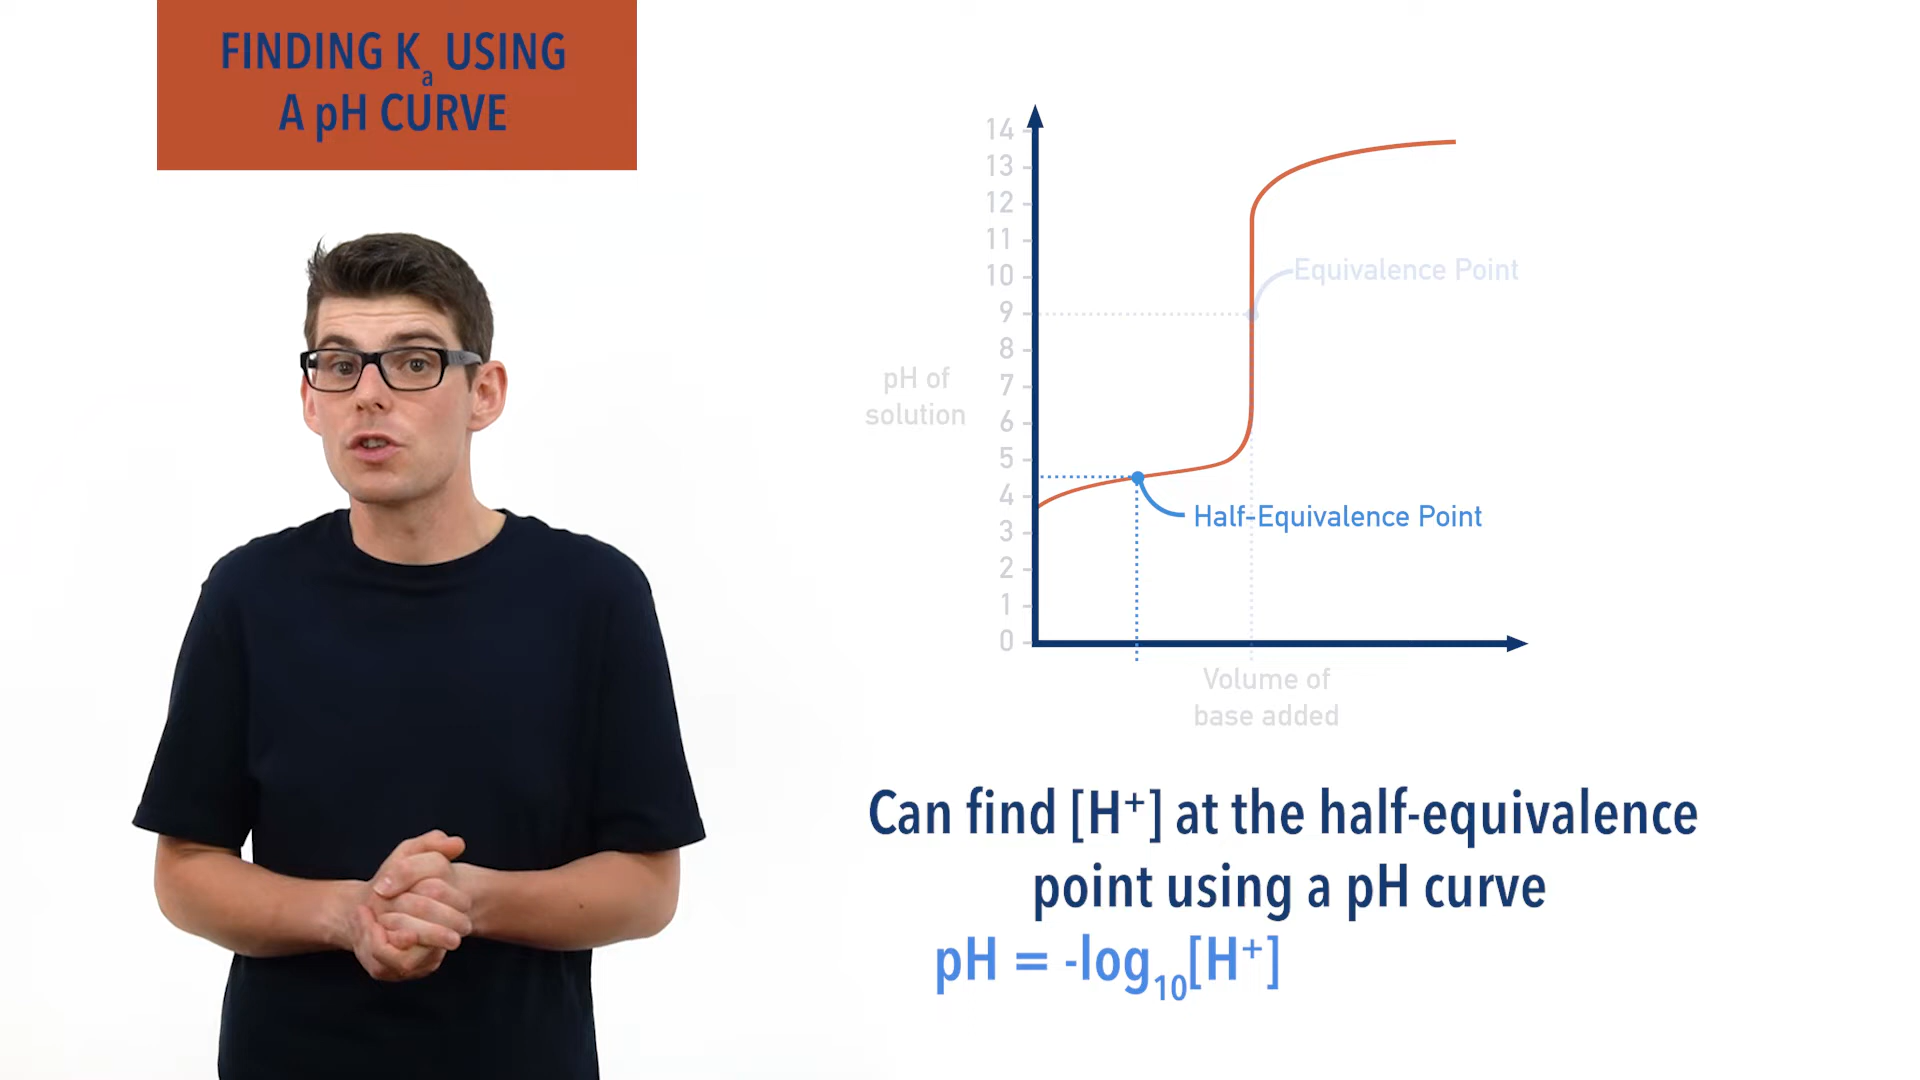 FINDING Kₐ USING
A pH CURVE
14
13
12
11
10
9
8
7
6
5
4
3
2
1
0
pH of
solution
Equivalence Point
Half-Equivalence Point
Volume of
base added
Can find [H⁺] at the half-equivalence
point using a pH curve
pH = -log₁₀[H⁺]